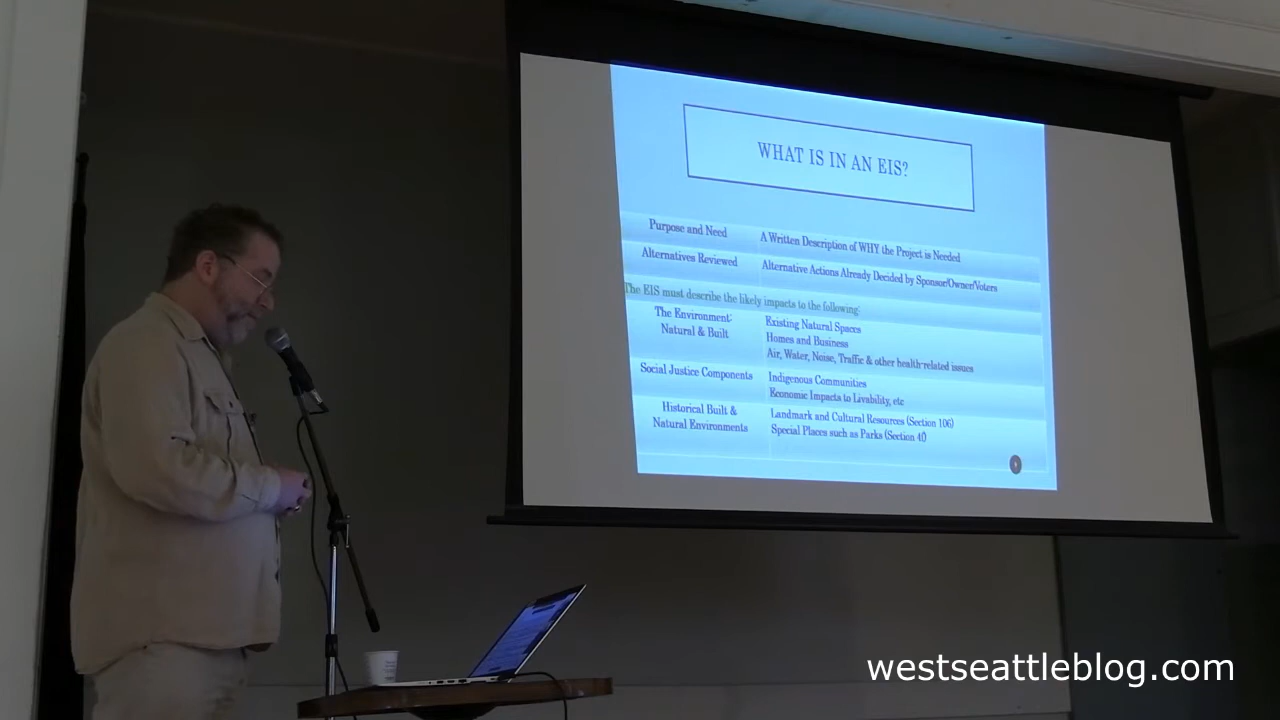 WHAT IS IN AN EIS?
Purpose and Need
A Written Description of WHY the Project is Needed
Alternatives Reviewed
Alternative Actions Already Decided by Sponsor/Owner/Voters
The EIS must describe the likely impacts to the following:
The Environment:
Natural & Built
Existing Natural Spaces
Homes and Business
Air, Water, Noise, Traffic & other health-related issues
Social Justice Components
Indigenous Communities
Economic Impacts to Livability, etc
Historical Built &
Natural Environments
Landmark and Cultural Resources (Section 106)
Special Places such as Parks (Section 4f)
westseattleblog.com